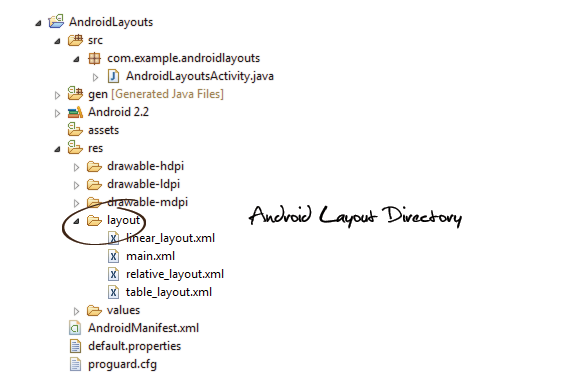 AndroidLayouts
src
com.example.androidlayouts
AndroidLayoutsActivity.java
gen [Generated Java Files]
Android 2.2
assets
res
drawable-hdpi
drawable-ldpi
drawable-mdpi
layout
Android Layout Directory
linear_layout.xml
main.xml
relative_layout.xml
table_layout.xml
values
AndroidManifest.xml
default.properties
proguard.cfg